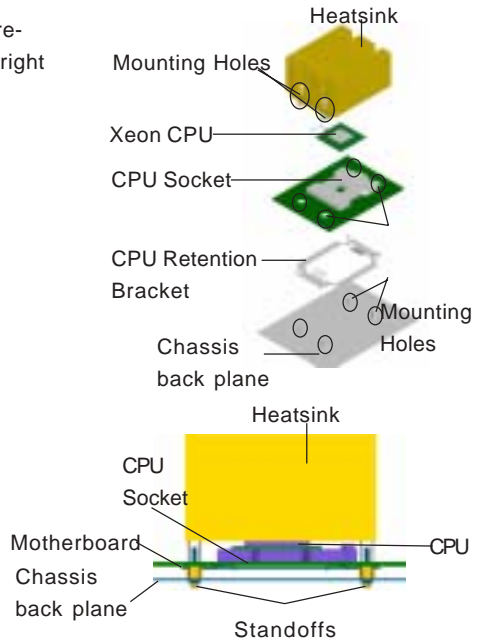 re-
right
Heatsink
Mounting Holes
Xeon CPU
CPU Socket
CPU Retention
Bracket
Mounting
Holes
Chassis
back plane
Heatsink
CPU
Socket
Motherboard
CPU
Chassis
back plane
Standoffs